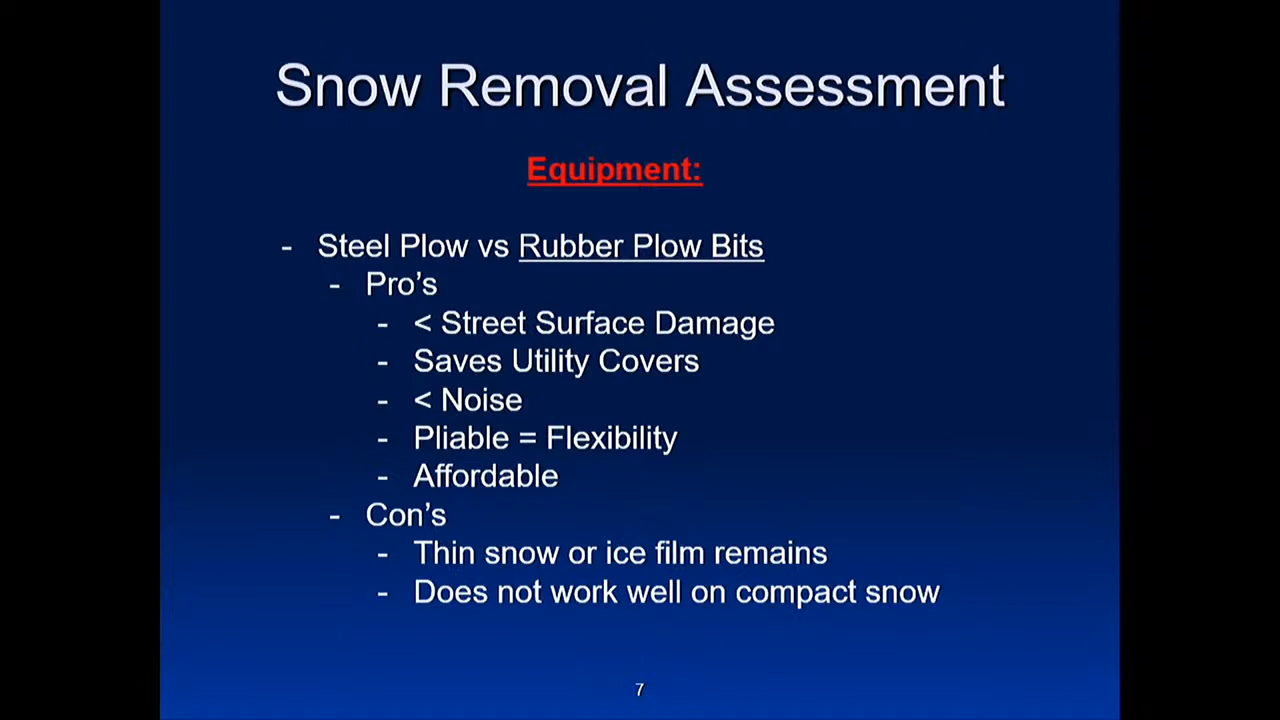 Snow Removal Assessment
Equipment:
- Steel Plow vs Rubber Plow Bits
- Pro’s
- < Street Surface Damage
- Saves Utility Covers
- < Noise
- Pliable = Flexibility
- Affordable
- Con’s
- Thin snow or ice film remains
- Does not work well on compact snow
7